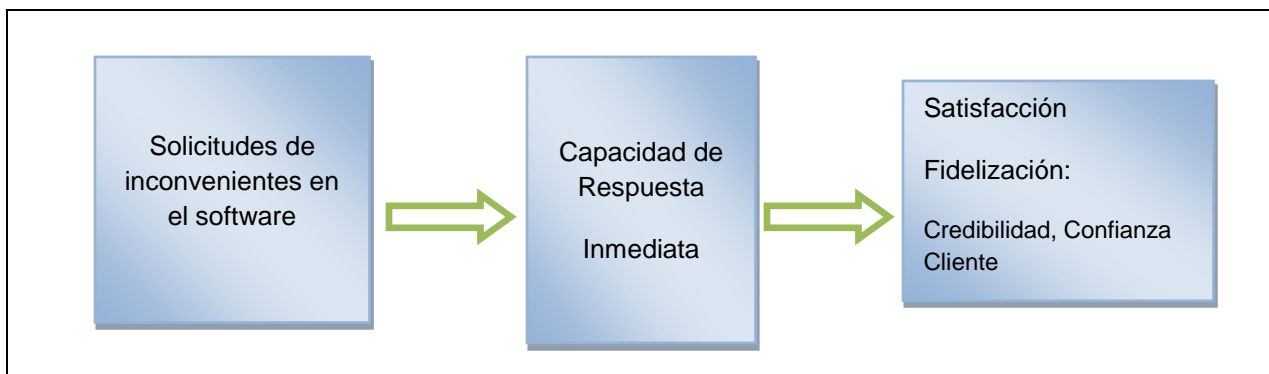 Solicitudes de
inconvenientes en
el software
Capacidad de
Respuesta
Inmediata
Satisfacción
Fidelización:
Credibilidad, Confianza
Cliente